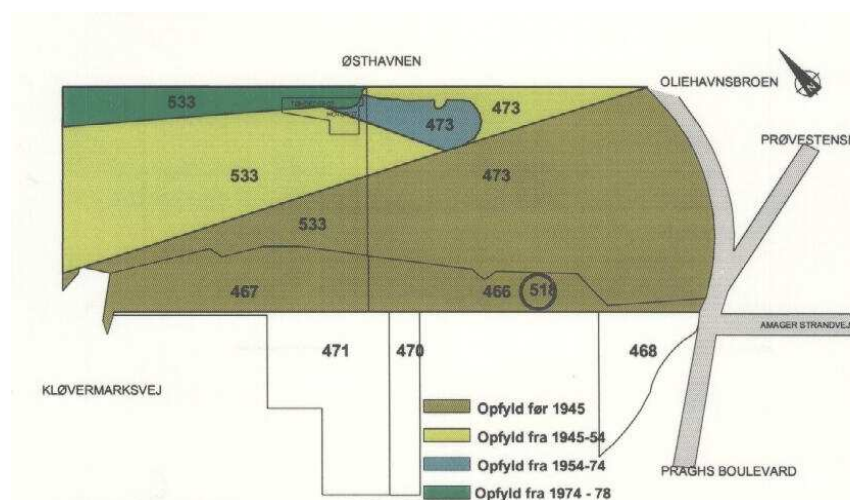 ØSTHAVNEN
OLIEHAVNSBROEN
PRØVESTENS
533
473
473
533
473
533
467
466
518
AMAGER STRANDVEJ
471
470
468
KLØVERMARKSVEJ
Opfyld før 1945
Opfyld fra 1945-54
Opfyld fra 1954-74
Opfyld fra 1974 - 78
PRAGHS BOULEVARD